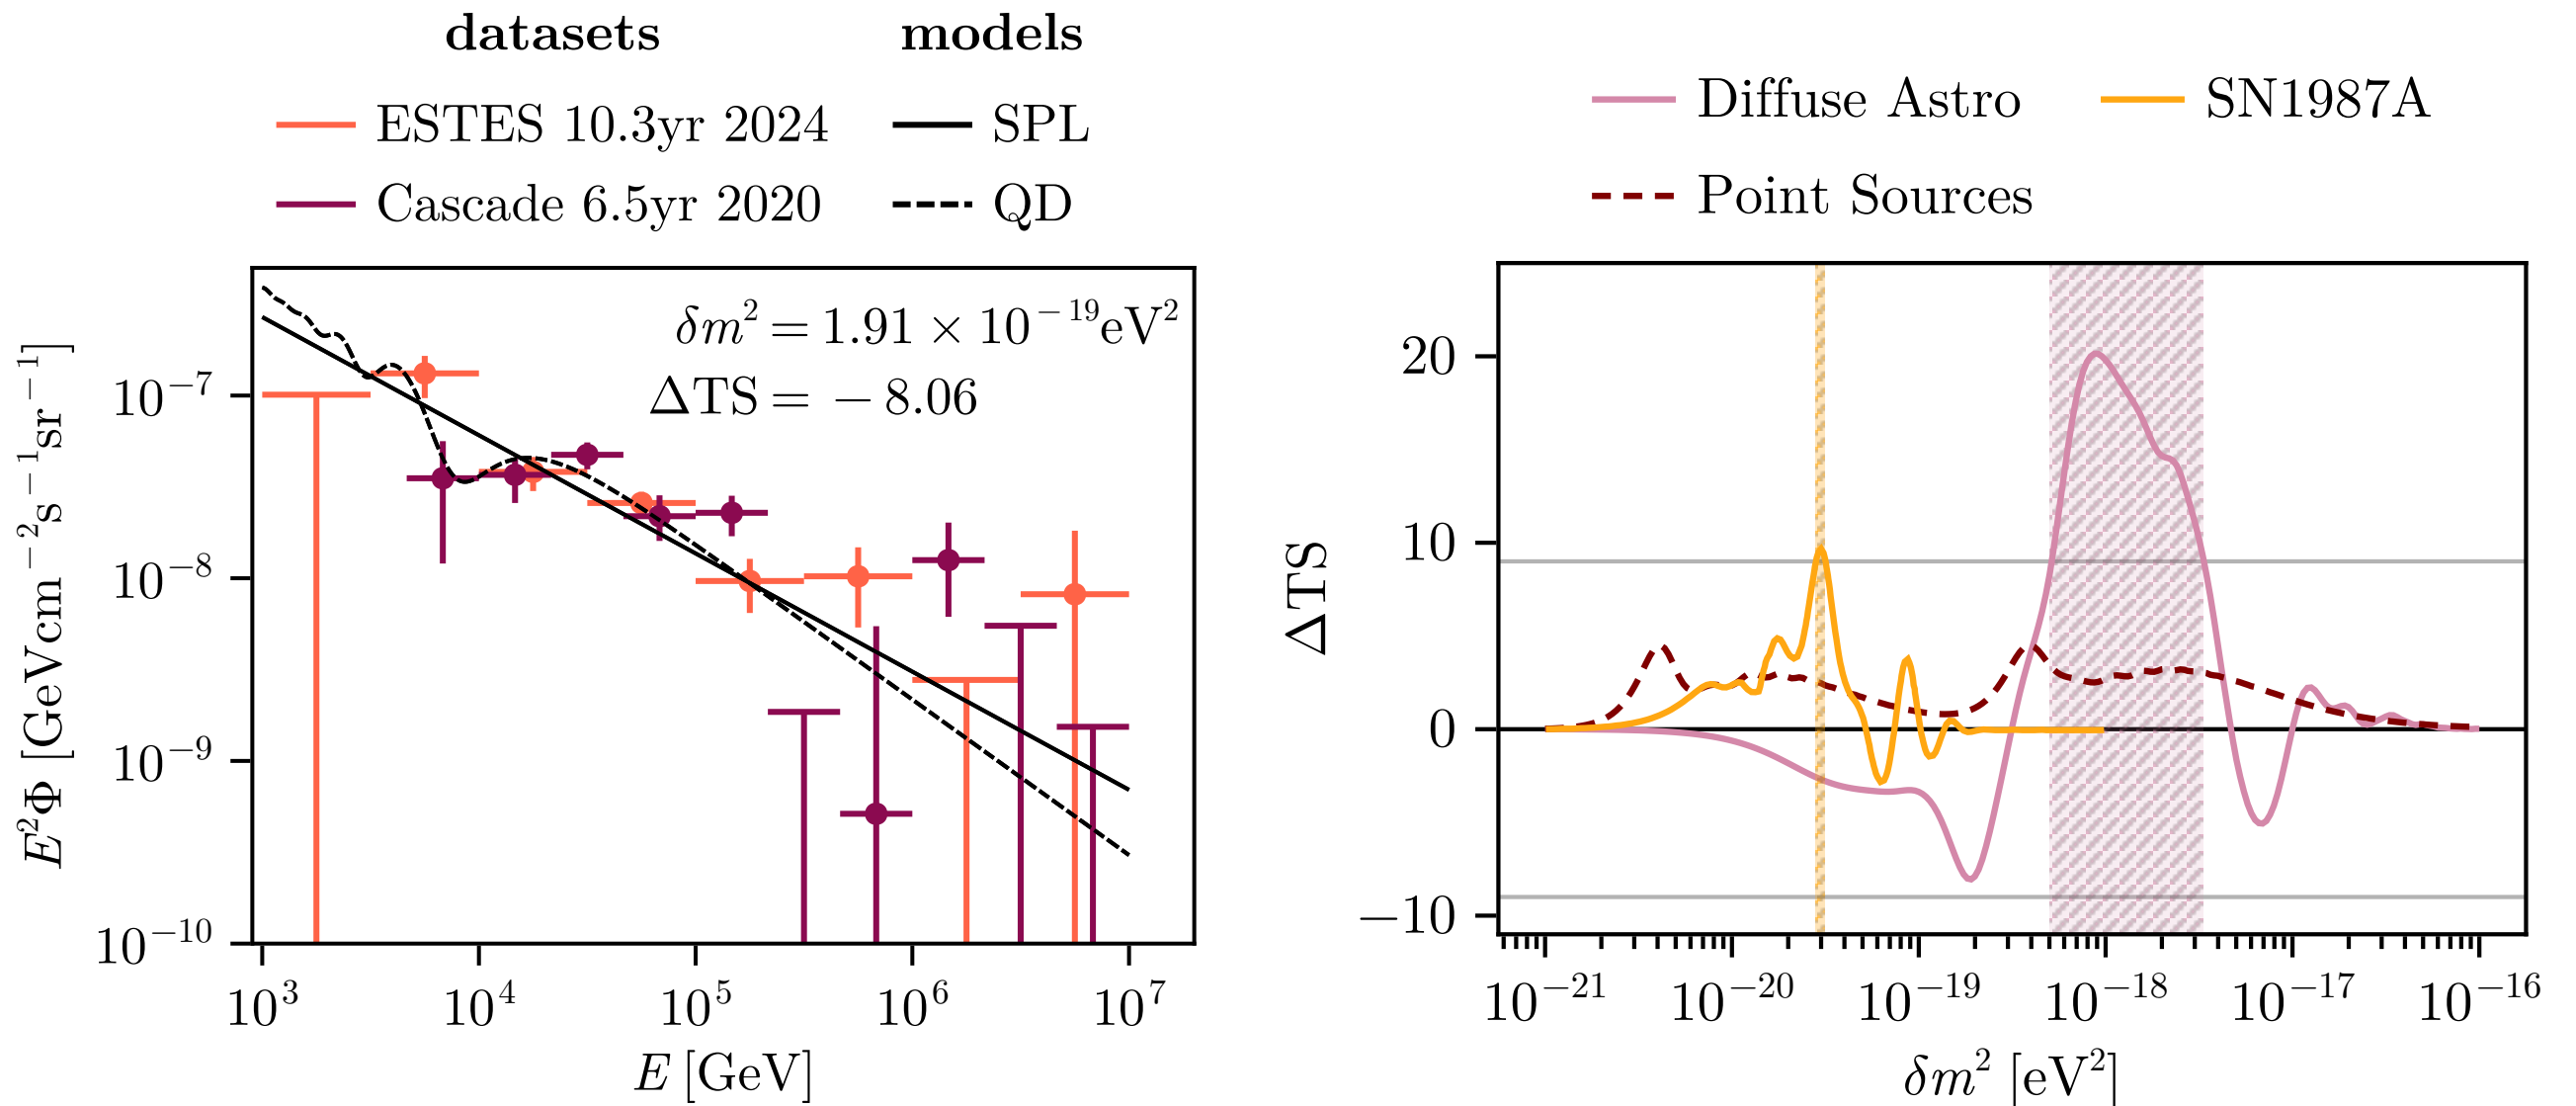 datasets
models
ESTES 10.3yr 2024
SPL
Cascade 6.5yr 2020
QD
δm² = 1.91 × 10⁻¹⁹eV²
ΔTS = − 8.06
E²Φ [GeVcm⁻²s⁻¹sr⁻¹]
10⁻⁷
10⁻⁸
10⁻⁹
10⁻¹⁰
10³
10⁴
10⁵
10⁶
10⁷
E [GeV]
Diffuse Astro
SN1987A
Point Sources
ΔTS
20
10
0
−10
10⁻²¹
10⁻²⁰
10⁻¹⁹
10⁻¹⁸
10⁻¹⁷
10⁻¹⁶
δm² [eV²]